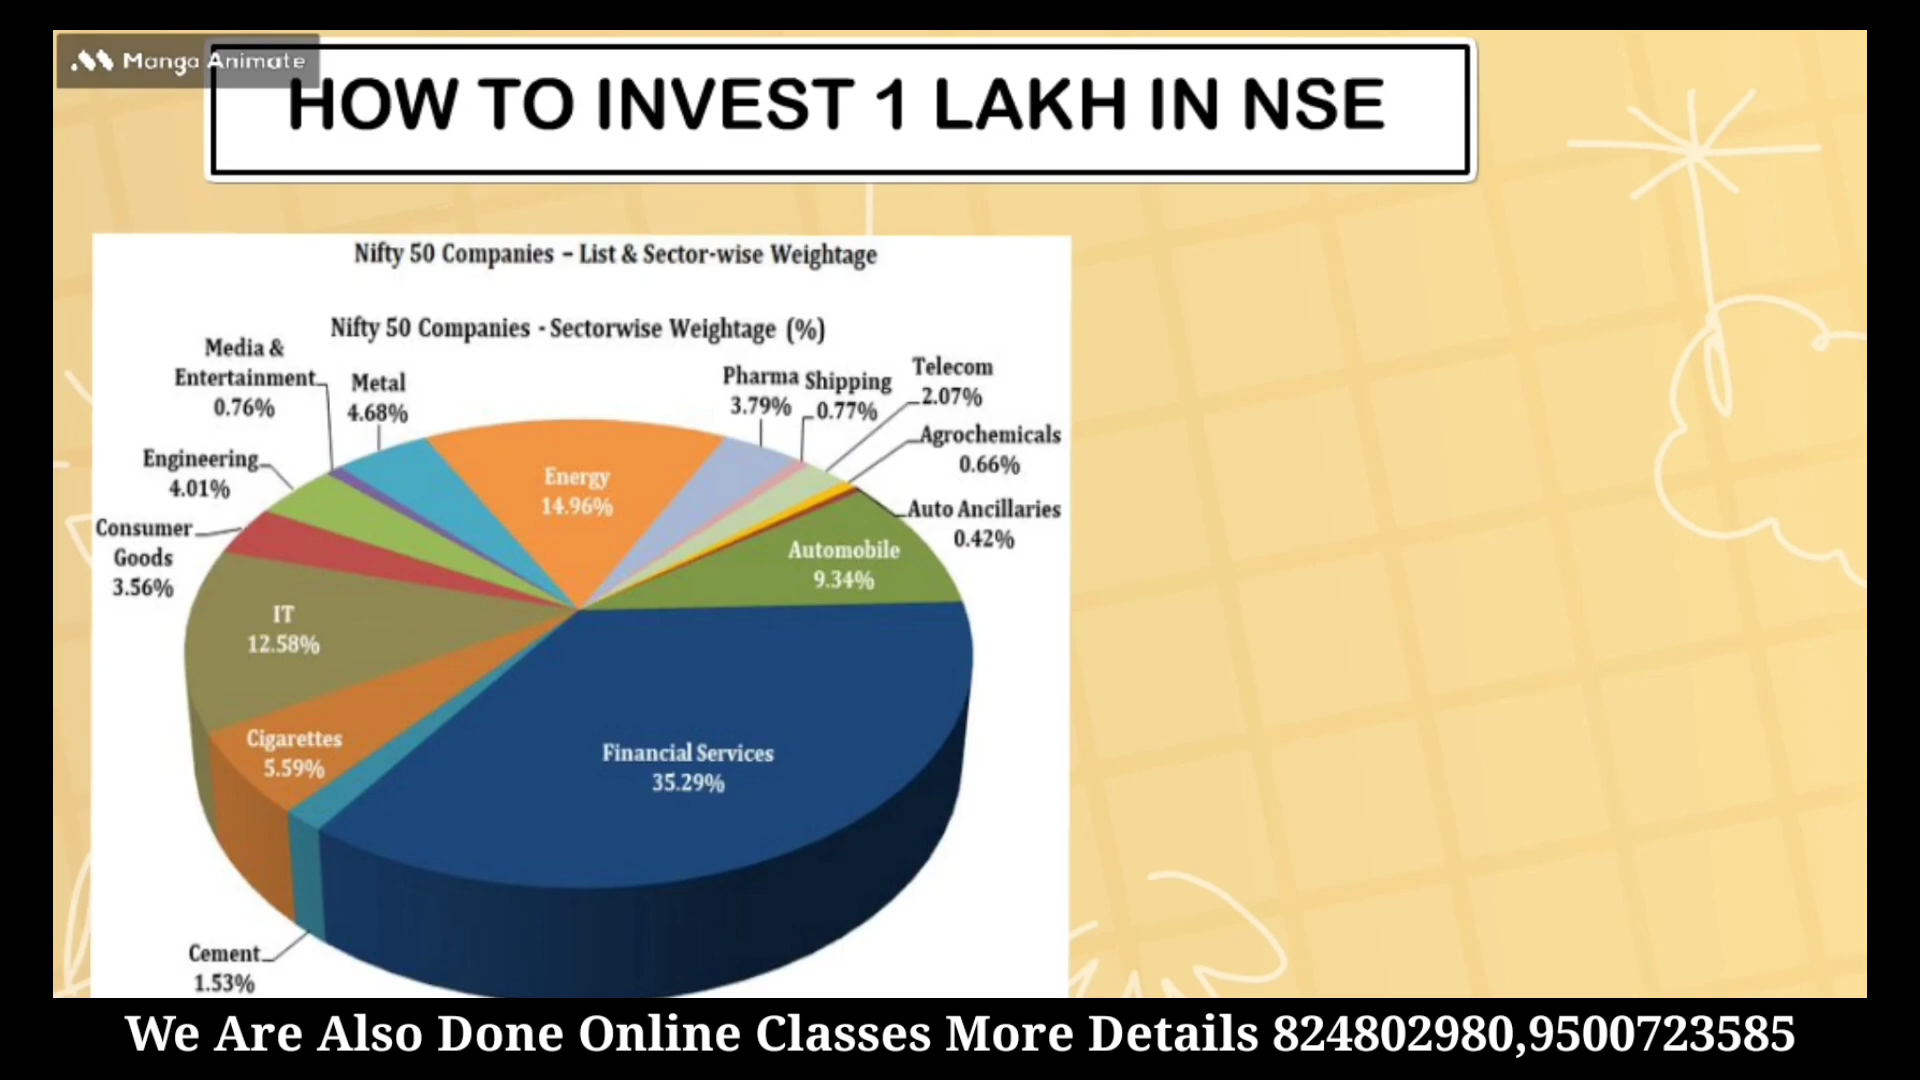 Manga Animate
HOW TO INVEST 1 LAKH IN NSE
Nifty 50 Companies – List & Sector-wise Weightage
Nifty 50 Companies - Sectorwise Weightage (%)
Media &
Entertainment
0.76%
Metal
4.68%
Pharma
3.79%
Shipping
0.77%
Telecom
2.07%
Engineering
4.01%
Energy
14.96%
Agrochemicals
0.66%
Consumer
Goods
3.56%
Auto Ancillaries
0.42%
Automobile
9.34%
IT
12.58%
Cigarettes
5.59%
Financial Services
35.29%
Cement
1.53%
We Are Also Done Online Classes More Details 824802980,9500723585